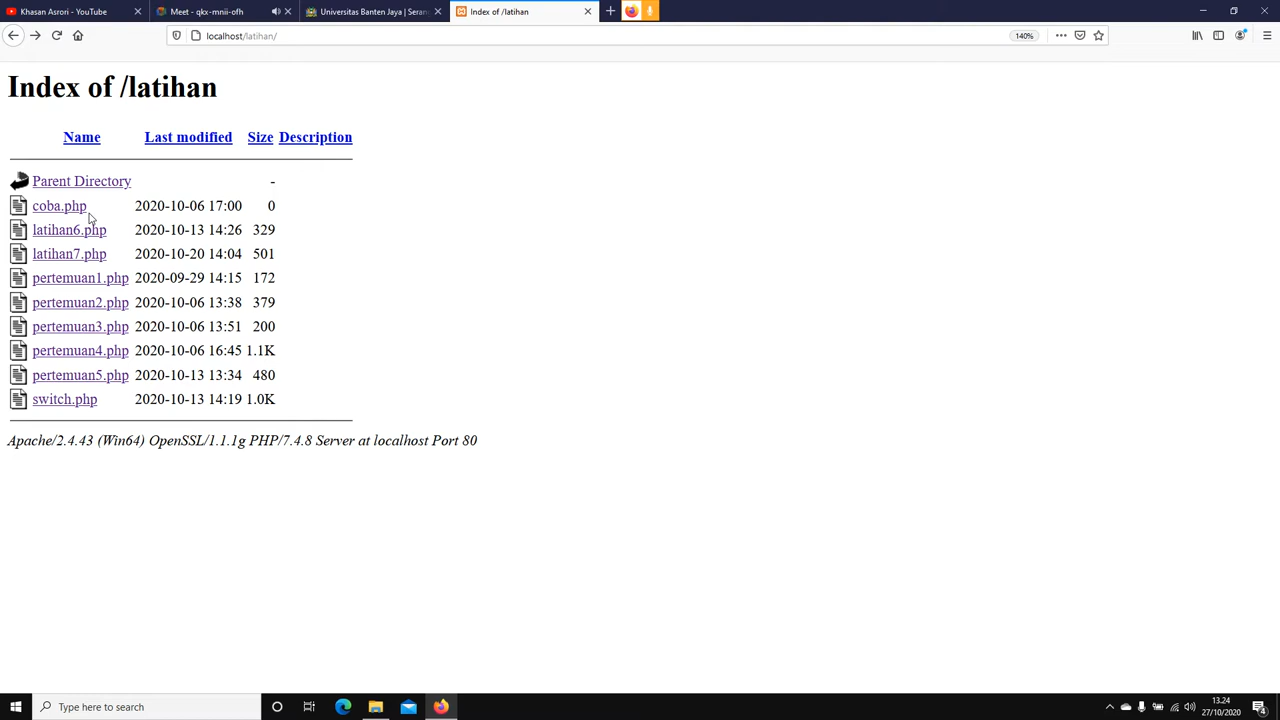 Khasan Asrori - YouTube
Meet - qkx-mnii-ofh
Universitas Banten Jaya | Seran
Index of /latihan
localhost/latihan/
140%
Index of /latihan
Name Last modified Size Description
Parent Directory -
coba.php 2020-10-06 17:00 0
latihan6.php 2020-10-13 14:26 329
latihan7.php 2020-10-20 14:04 501
pertemuan1.php 2020-09-29 14:15 172
pertemuan2.php 2020-10-06 13:38 379
pertemuan3.php 2020-10-06 13:51 200
pertemuan4.php 2020-10-06 16:45 1.1K
pertemuan5.php 2020-10-13 13:34 480
switch.php 2020-10-13 14:19 1.0K
Apache/2.4.43 (Win64) OpenSSL/1.1.1g PHP/7.4.8 Server at localhost Port 80
Type here to search
13.24
27/10/2020
4